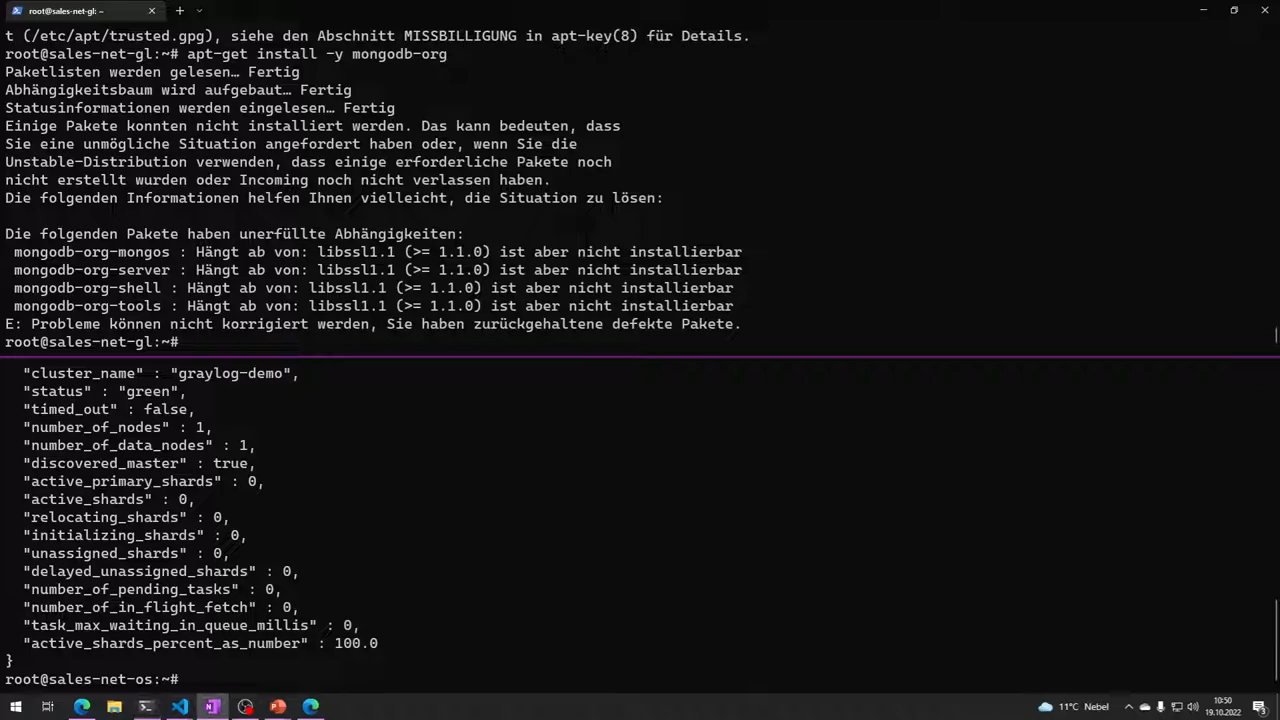 root@sales-net-gl: ~
t (/etc/apt/trusted.gpg), siehe den Abschnitt MISSBILLIGUNG in apt-key(8) für Details.
root@sales-net-gl:~# apt-get install -y mongodb-org
Paketlisten werden gelesen… Fertig
Abhängigkeitsbaum wird aufgebaut… Fertig
Statusinformationen werden eingelesen… Fertig
Einige Pakete konnten nicht installiert werden. Das kann bedeuten, dass
Sie eine unmögliche Situation angefordert haben oder, wenn Sie die
Unstable-Distribution verwenden, dass einige erforderliche Pakete noch
nicht erstellt wurden oder Incoming noch nicht verlassen haben.
Die folgenden Informationen helfen Ihnen vielleicht, die Situation zu lösen:
Die folgenden Pakete haben unerfüllte Abhängigkeiten:
mongodb-org-mongos : Hängt ab von: libssl1.1 (>= 1.1.0) ist aber nicht installierbar
mongodb-org-server : Hängt ab von: libssl1.1 (>= 1.1.0) ist aber nicht installierbar
mongodb-org-shell : Hängt ab von: libssl1.1 (>= 1.1.0) ist aber nicht installierbar
mongodb-org-tools : Hängt ab von: libssl1.1 (>= 1.1.0) ist aber nicht installierbar
E: Probleme können nicht korrigiert werden, Sie haben zurückgehaltene defekte Pakete.
root@sales-net-gl:~#
"cluster_name" : "graylog-demo",
"status" : "green",
"timed_out" : false,
"number_of_nodes" : 1,
"number_of_data_nodes" : 1,
"discovered_master" : true,
"active_primary_shards" : 0,
"active_shards" : 0,
"relocating_shards" : 0,
"initializing_shards" : 0,
"unassigned_shards" : 0,
"delayed_unassigned_shards" : 0,
"number_of_pending_tasks" : 0,
"number_of_in_flight_fetch" : 0,
"task_max_waiting_in_queue_millis" : 0,
"active_shards_percent_as_number" : 100.0
}
root@sales-net-os:~#
11°C Nebel
10:50
19.10.2022